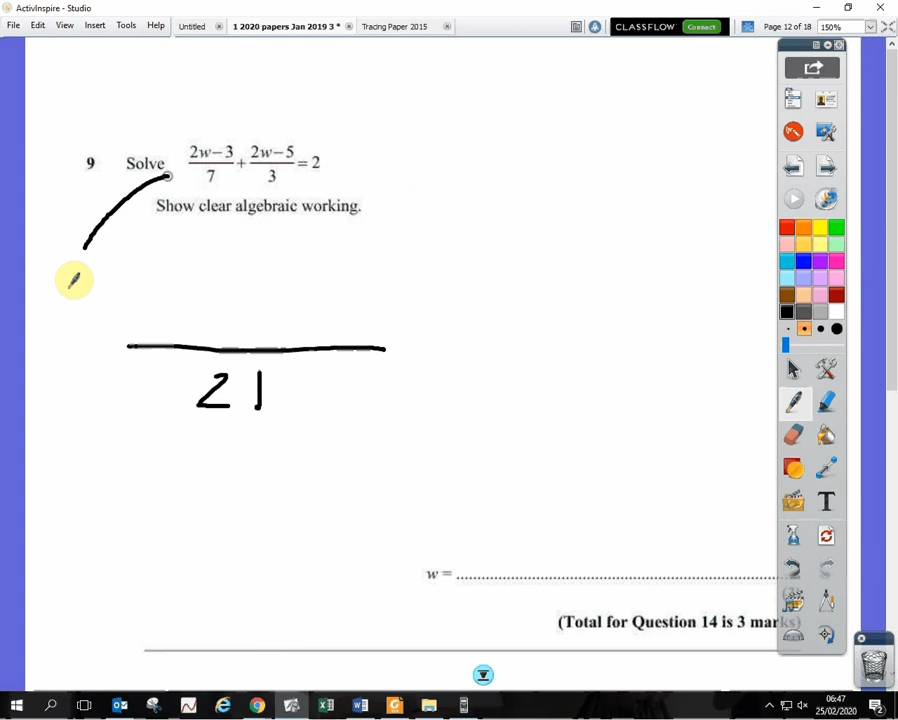 ActivInspire - Studio
File Edit View Insert Tools Help Untitled 1 2020 papers Jan 2019 3 * Tracing Paper 2015 CLASSFLOW Connect Page 12 of 18 150%
9 Solve (2w − 3)/7 + (2w − 5)/3 = 2
Show clear algebraic working.
21
w = ........................................................................
(Total for Question 14 is 3 marks)
06:47
25/02/2020